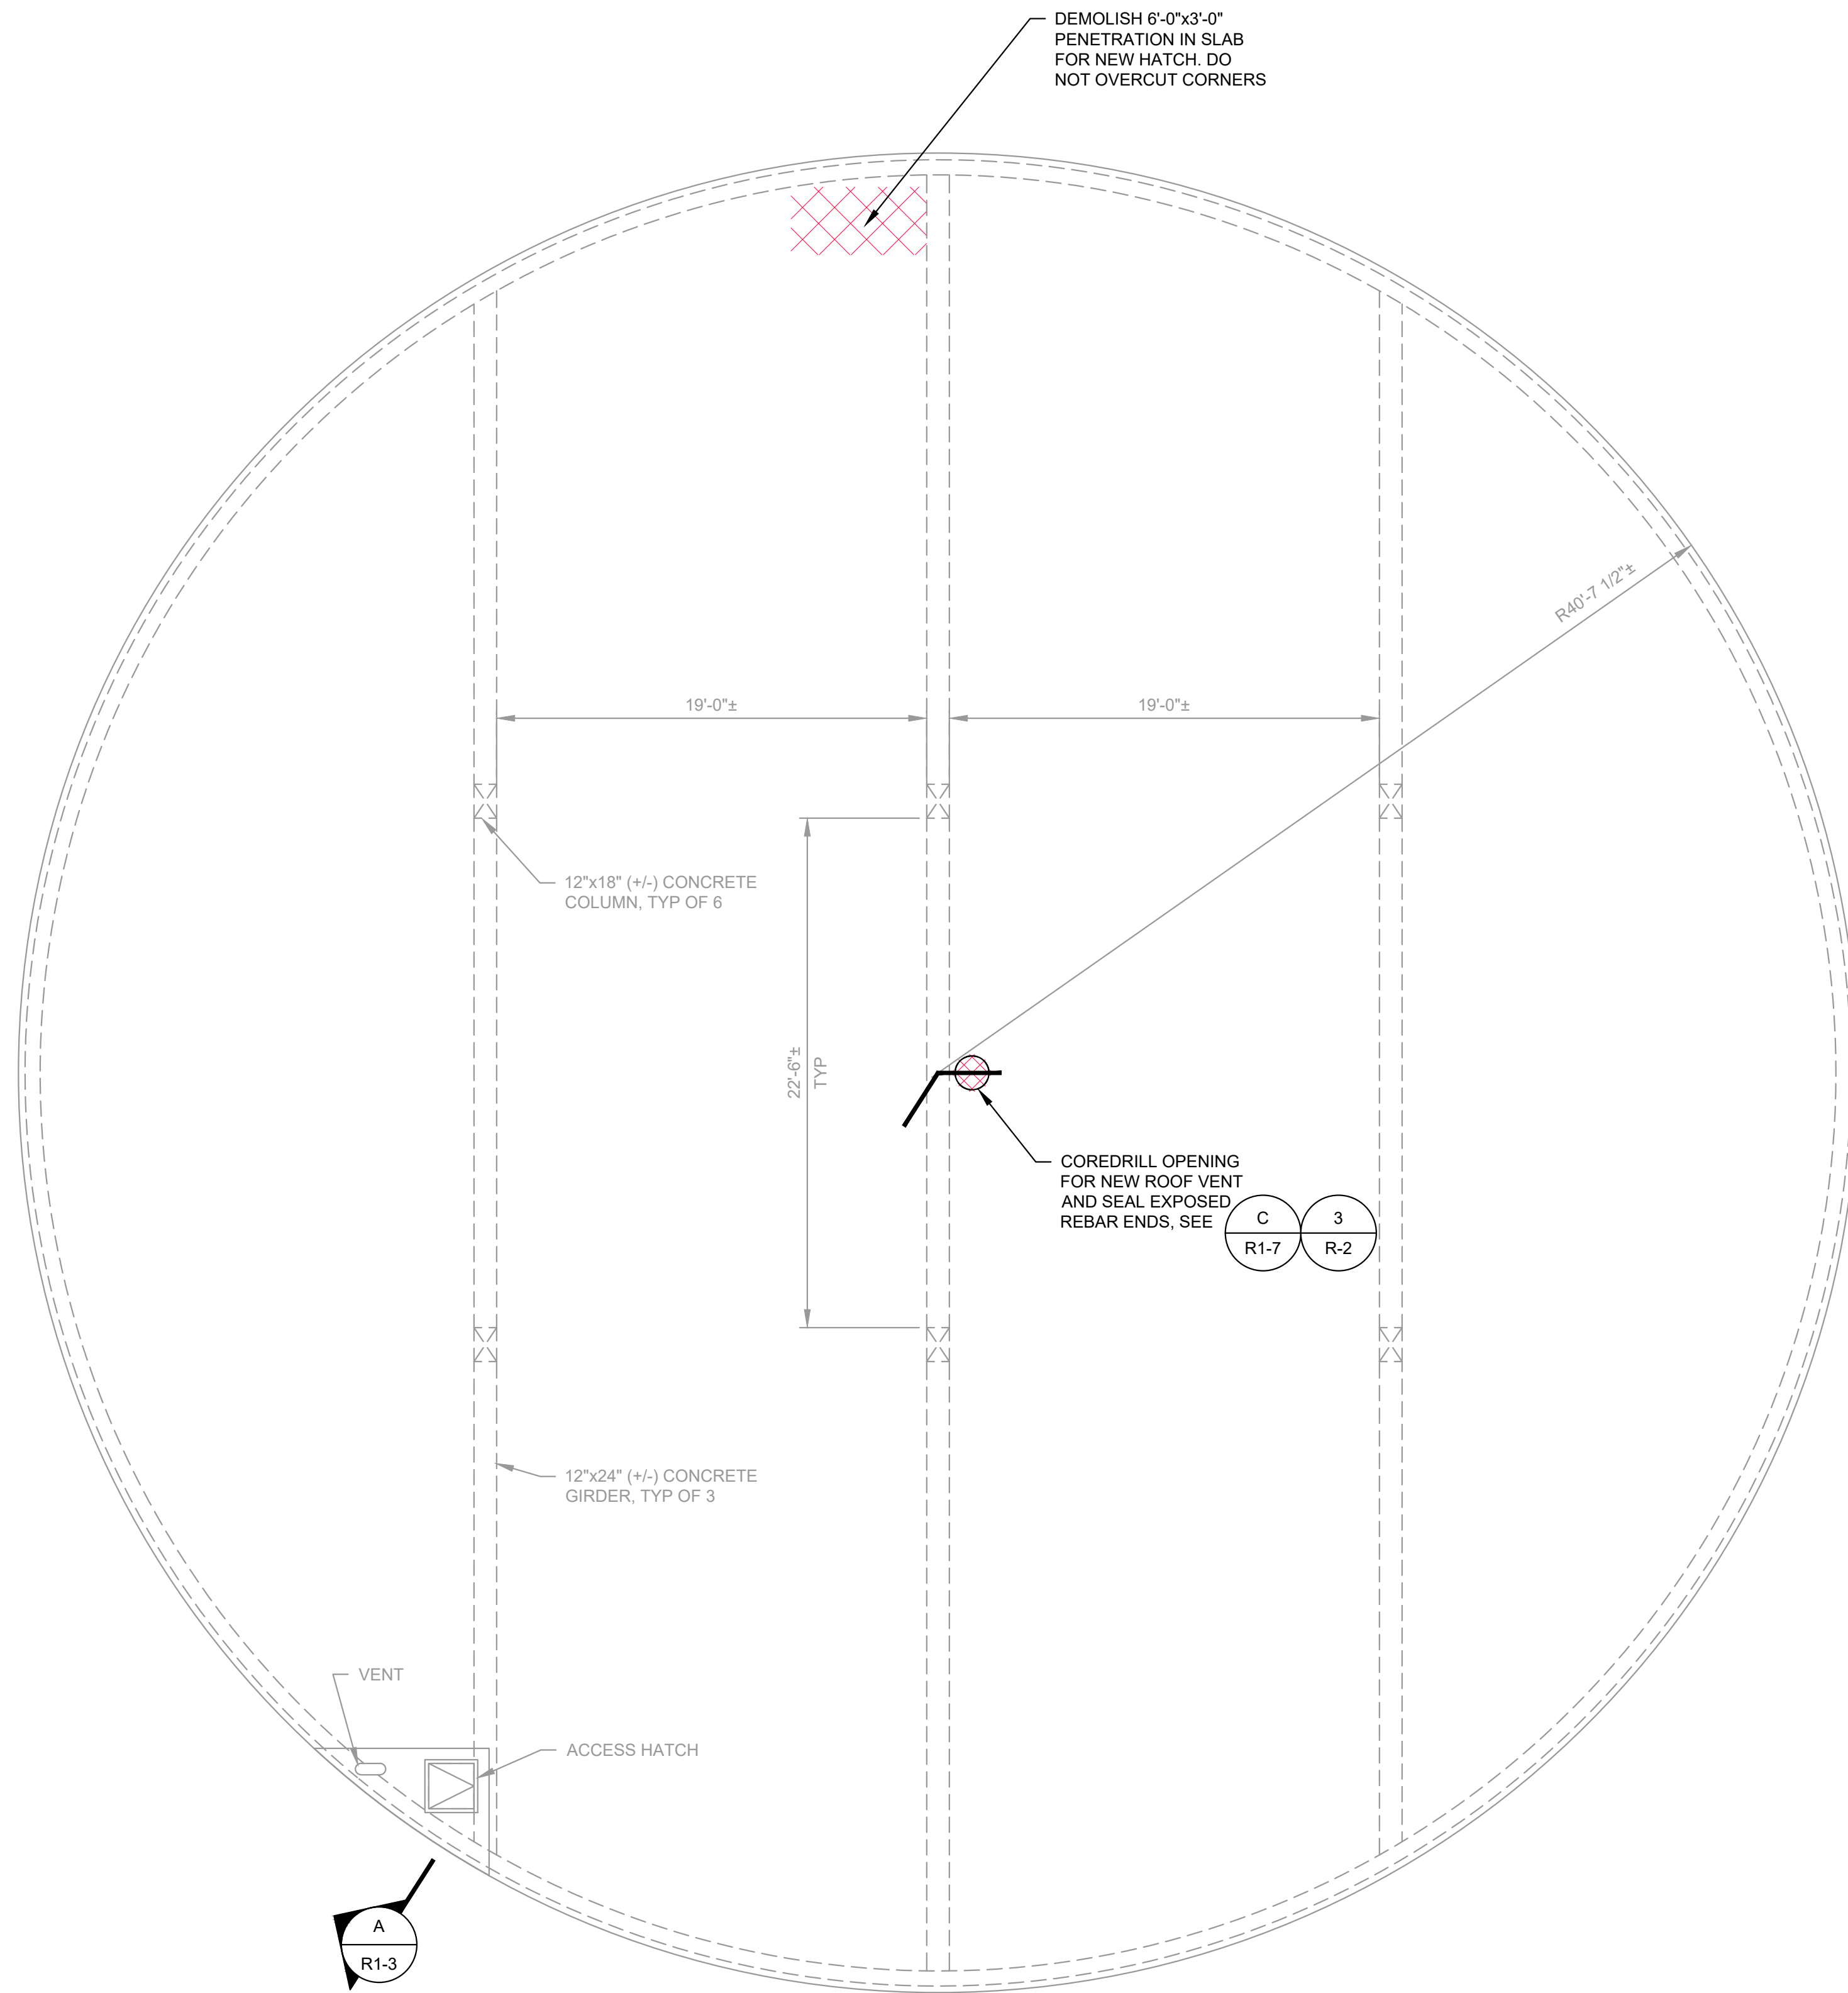 DEMOLISH 6'-0"x3'-0"
PENETRATION IN SLAB
FOR NEW HATCH. DO
NOT OVERCUT CORNERS
R40'-7 1/2"±
19'-0"±
19'-0"±
12"x18" (+/-) CONCRETE
COLUMN, TYP OF 6
22'-6"±
TYP
COREDRILL OPENING
FOR NEW ROOF VENT
AND SEAL EXPOSED
REBAR ENDS, SEE
C
R1-7
3
R-2
12"x24" (+/-) CONCRETE
GIRDER, TYP OF 3
VENT
ACCESS HATCH
A
R1-3